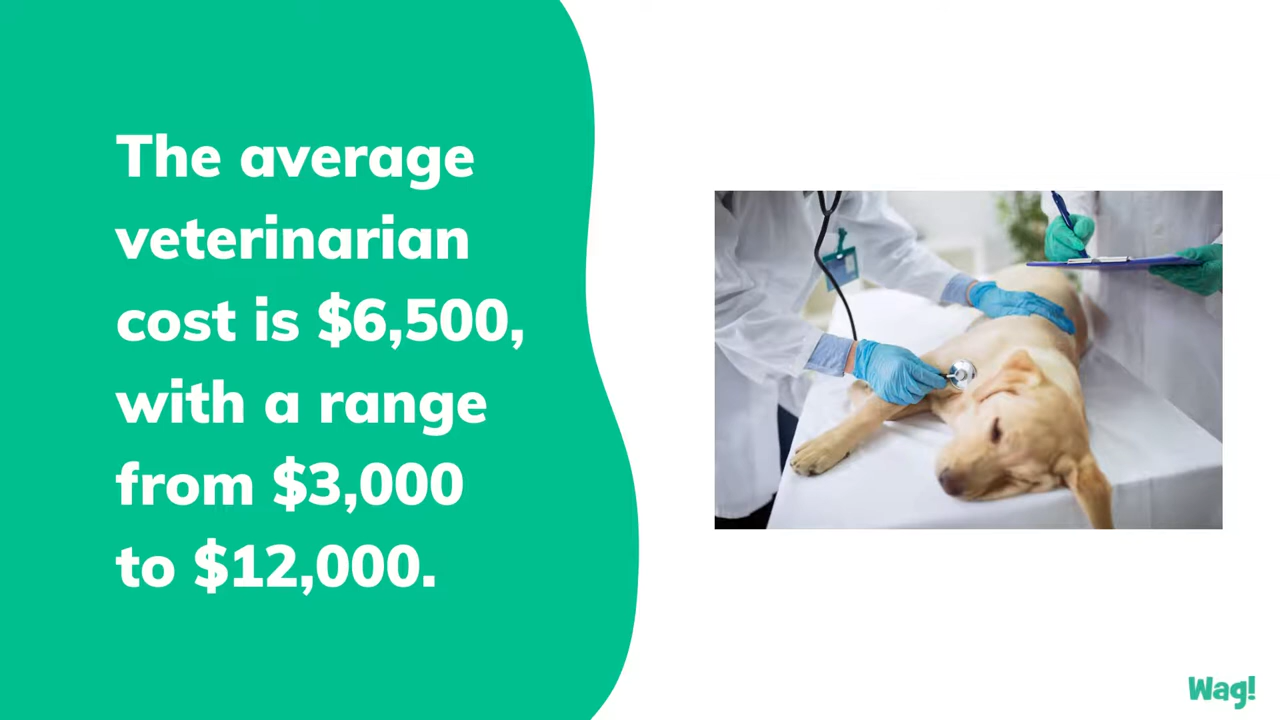 The average
veterinarian
cost is $6,500,
with a range
from $3,000
to $12,000.
Wag!